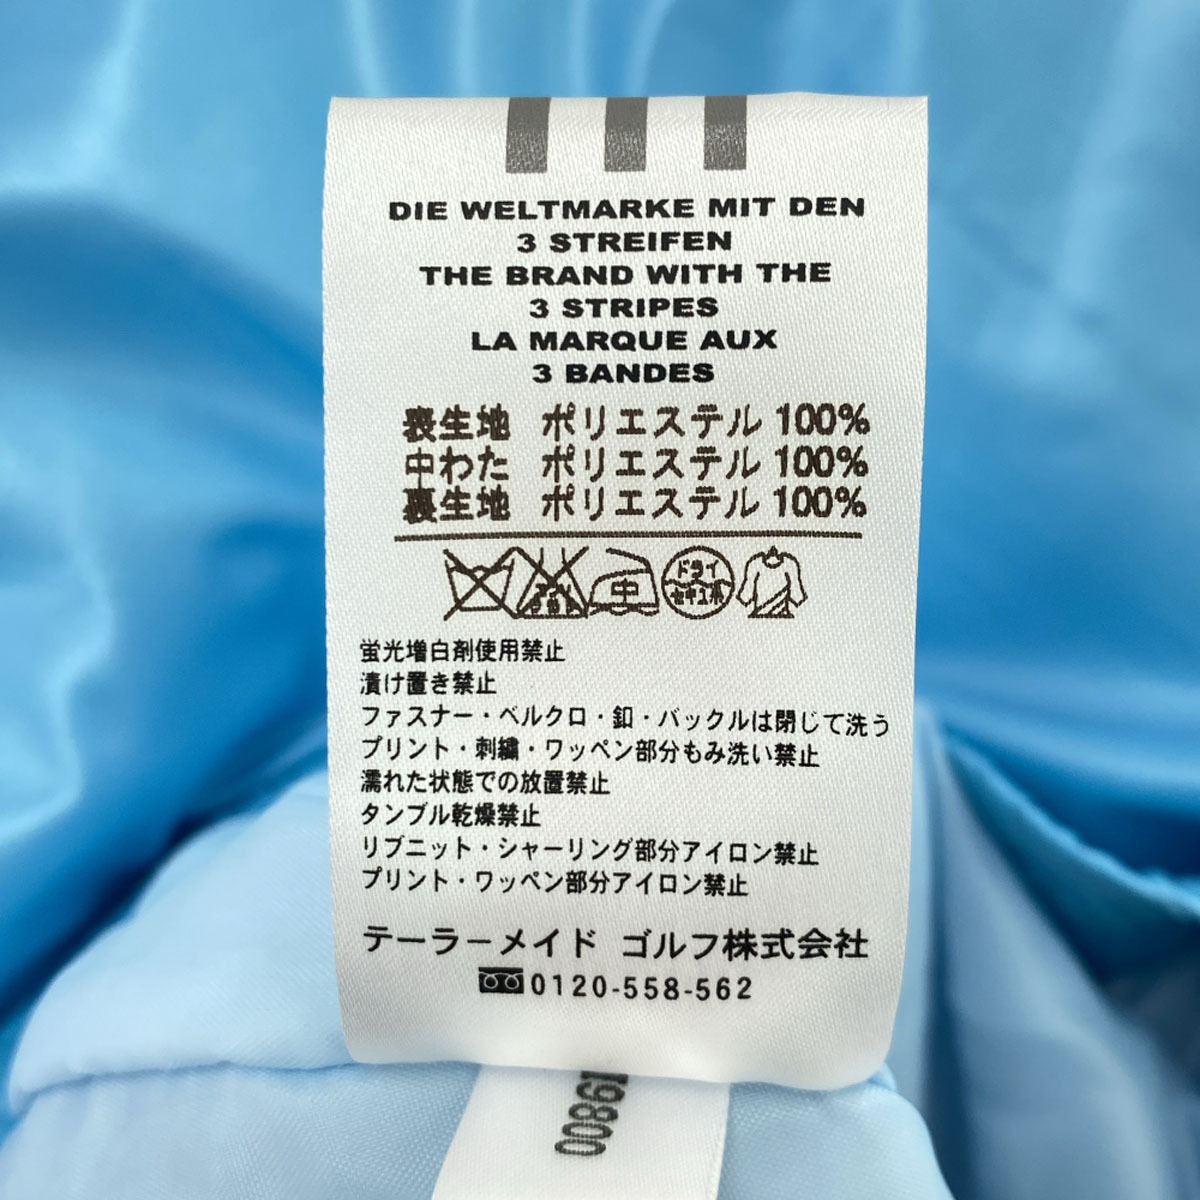 DIE WELTMARKE MIT DEN
3 STREIFEN
THE BRAND WITH THE
3 STRIPES
LA MARQUE AUX
3 BANDES
表生地 ポリエステル 100%
中わた ポリエステル 100%
裏生地 ポリエステル 100%
中 ドライ
セキユ系
蛍光増白剤使用禁止
漬け置き禁止
ファスナー・ベルクロ・釦・バックルは閉じて洗う
プリント・刺繍・ワッペン部分もみ洗い禁止
濡れた状態での放置禁止
タンブル乾燥禁止
リブニット・シャーリング部分アイロン禁止
プリント・ワッペン部分アイロン禁止
テーラーメイド ゴルフ株式会社
0120-558-562
19800